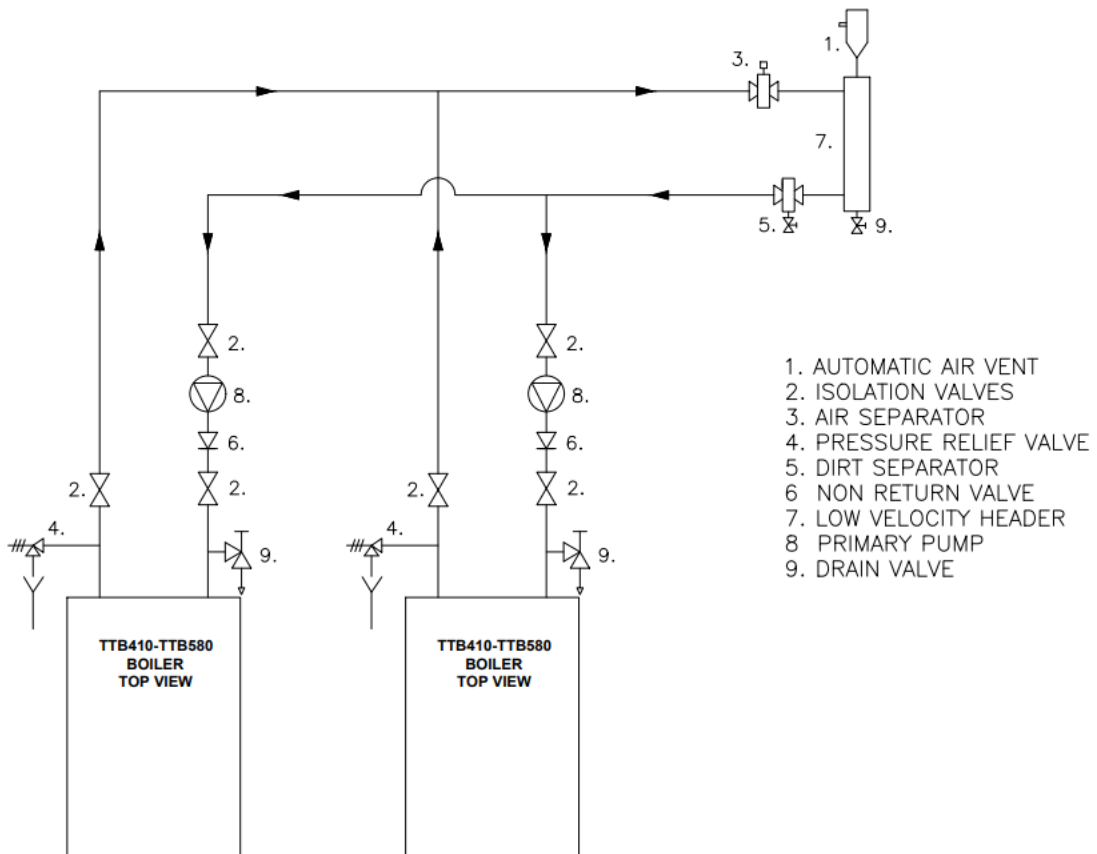 1.
3.
7.
5.
9.
2.
2.
8.
8.
6.
6.
2.
2.
2.
2.
4.
9.
4.
9.
1. AUTOMATIC AIR VENT
2. ISOLATION VALVES
3. AIR SEPARATOR
4. PRESSURE RELIEF VALVE
5. DIRT SEPARATOR
6 NON RETURN VALVE
7. LOW VELOCITY HEADER
8 PRIMARY PUMP
9. DRAIN VALVE
TTB410-TTB580
BOILER
TOP VIEW
TTB410-TTB580
BOILER
TOP VIEW